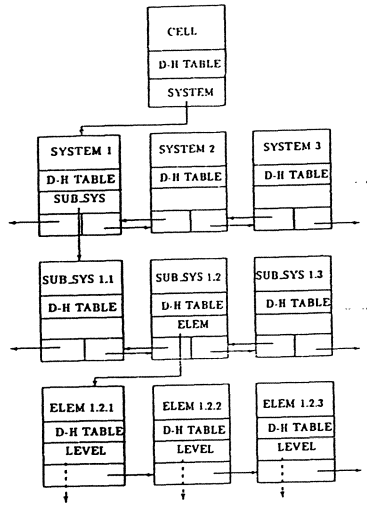 CELL
D-H TABLE
SYSTEM
SYSTEM 1 SYSTEM 2 SYSTEM 3
D-H TABLE D-H TABLE D-H TABLE
SUB_SYS
SUB_SYS 1.1 SUB_SYS 1.2 SUB_SYS 1.3
D-H TABLE D-H TABLE D-H TABLE
ELEM
ELEM 1.2.1 ELEM 1.2.2 ELEM 1.2.3
D-H TABLE D-H TABLE D-H TABLE
LEVEL LEVEL LEVEL